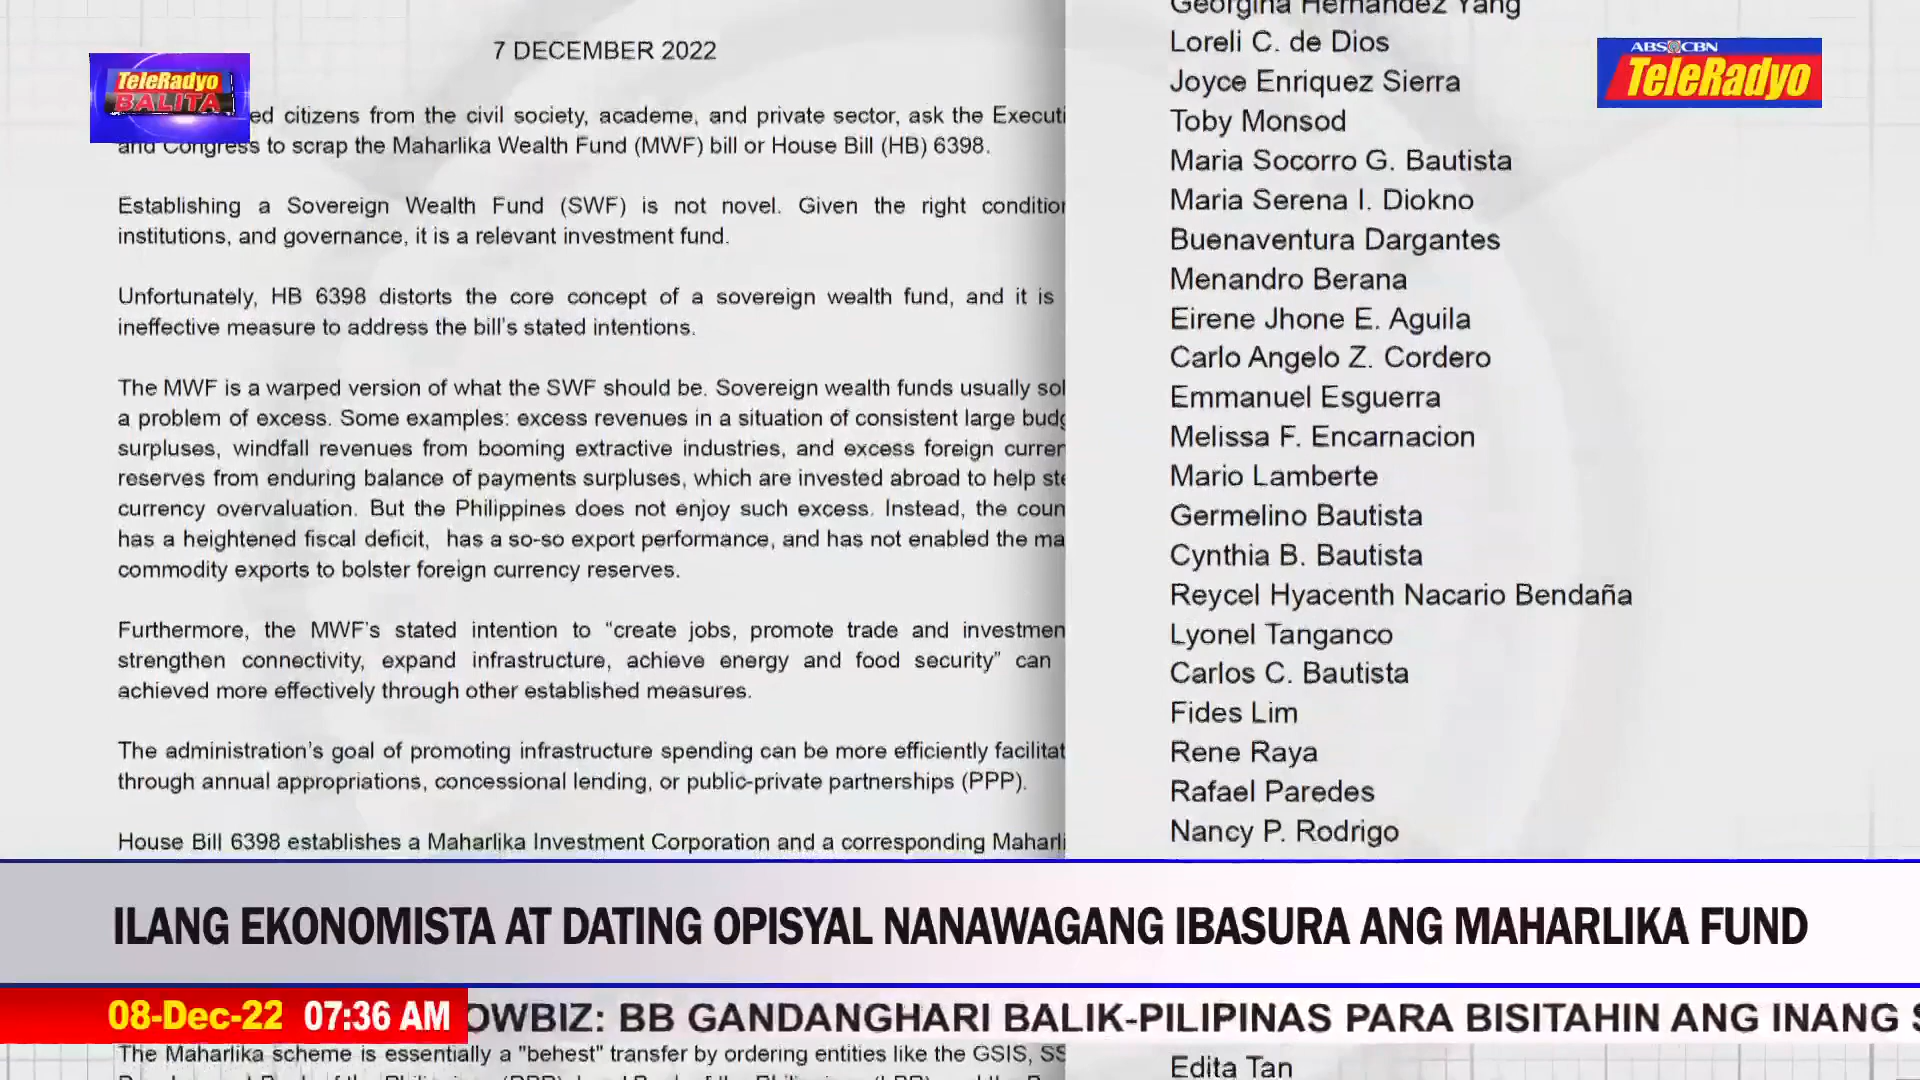 7 DECEMBER 2022
TeleRadyo
BALITA
citizens from the civil society, academe, and private sector, ask the
and Congress to scrap the Maharlika Wealth Fund (MWF) bill or House Bill (HB) 6398.
Establishing a Sovereign Wealth Fund (SWF) is not novel. Given the right
institutions, and governance, it is a relevant investment fund.
Unfortunately, HB 6398 distorts the core concept of a sovereign wealth fund, and it is
ineffective measure to address the bill's stated intentions.
The MWF is a warped version of what the SWF should be. Sovereign wealth funds usually
a problem of excess. Some examples: excess revenues in a situation of consistent large
surpluses, windfall revenues from booming extractive industries, and excess foreign
reserves from enduring balance of payments surpluses, which are invested abroad to help
currency overvaluation. But the Philippines does not enjoy such excess. Instead, the
has a heightened fiscal deficit, has a so-so export performance, and has not enabled the
commodity exports to bolster foreign currency reserves.
Furthermore, the MWF's stated intention to “create jobs, promote trade and
strengthen connectivity, expand infrastructure, achieve energy and food security” can
achieved more effectively through other established measures.
The administration's goal of promoting infrastructure spending can be more efficiently
through annual appropriations, concessional lending, or public-private partnerships (PPP).
House Bill 6398 establishes a Maharlika Investment Corporation and a corresponding
Georgina Hernandez Yang
Loreli C. de Dios
Joyce Enriquez Sierra
Toby Monsod
Maria Socorro G. Bautista
Maria Serena I. Diokno
Buenaventura Dargantes
Menandro Berana
Eirene Jhone E. Aguila
Carlo Angelo Z. Cordero
Emmanuel Esguerra
Melissa F. Encarnacion
Mario Lamberte
Germelino Bautista
Cynthia B. Bautista
Reycel Hyacenth Nacario Bendaña
Lyonel Tanganco
Carlos C. Bautista
Fides Lim
Rene Raya
Rafael Paredes
Nancy P. Rodrigo
ABS-CBN
TeleRadyo
ILANG EKONOMISTA AT DATING OPISYAL NANAWAGANG IBASURA ANG MAHARLIKA FUND
08-Dec-22 07:36 AM OWBIZ: BB GANDANGHARI BALIK-PILIPINAS PARA BISITAHIN ANG INANG
The Maharlika scheme is essentially a "behest" transfer by ordering entities like the GSIS,
Edita Tan